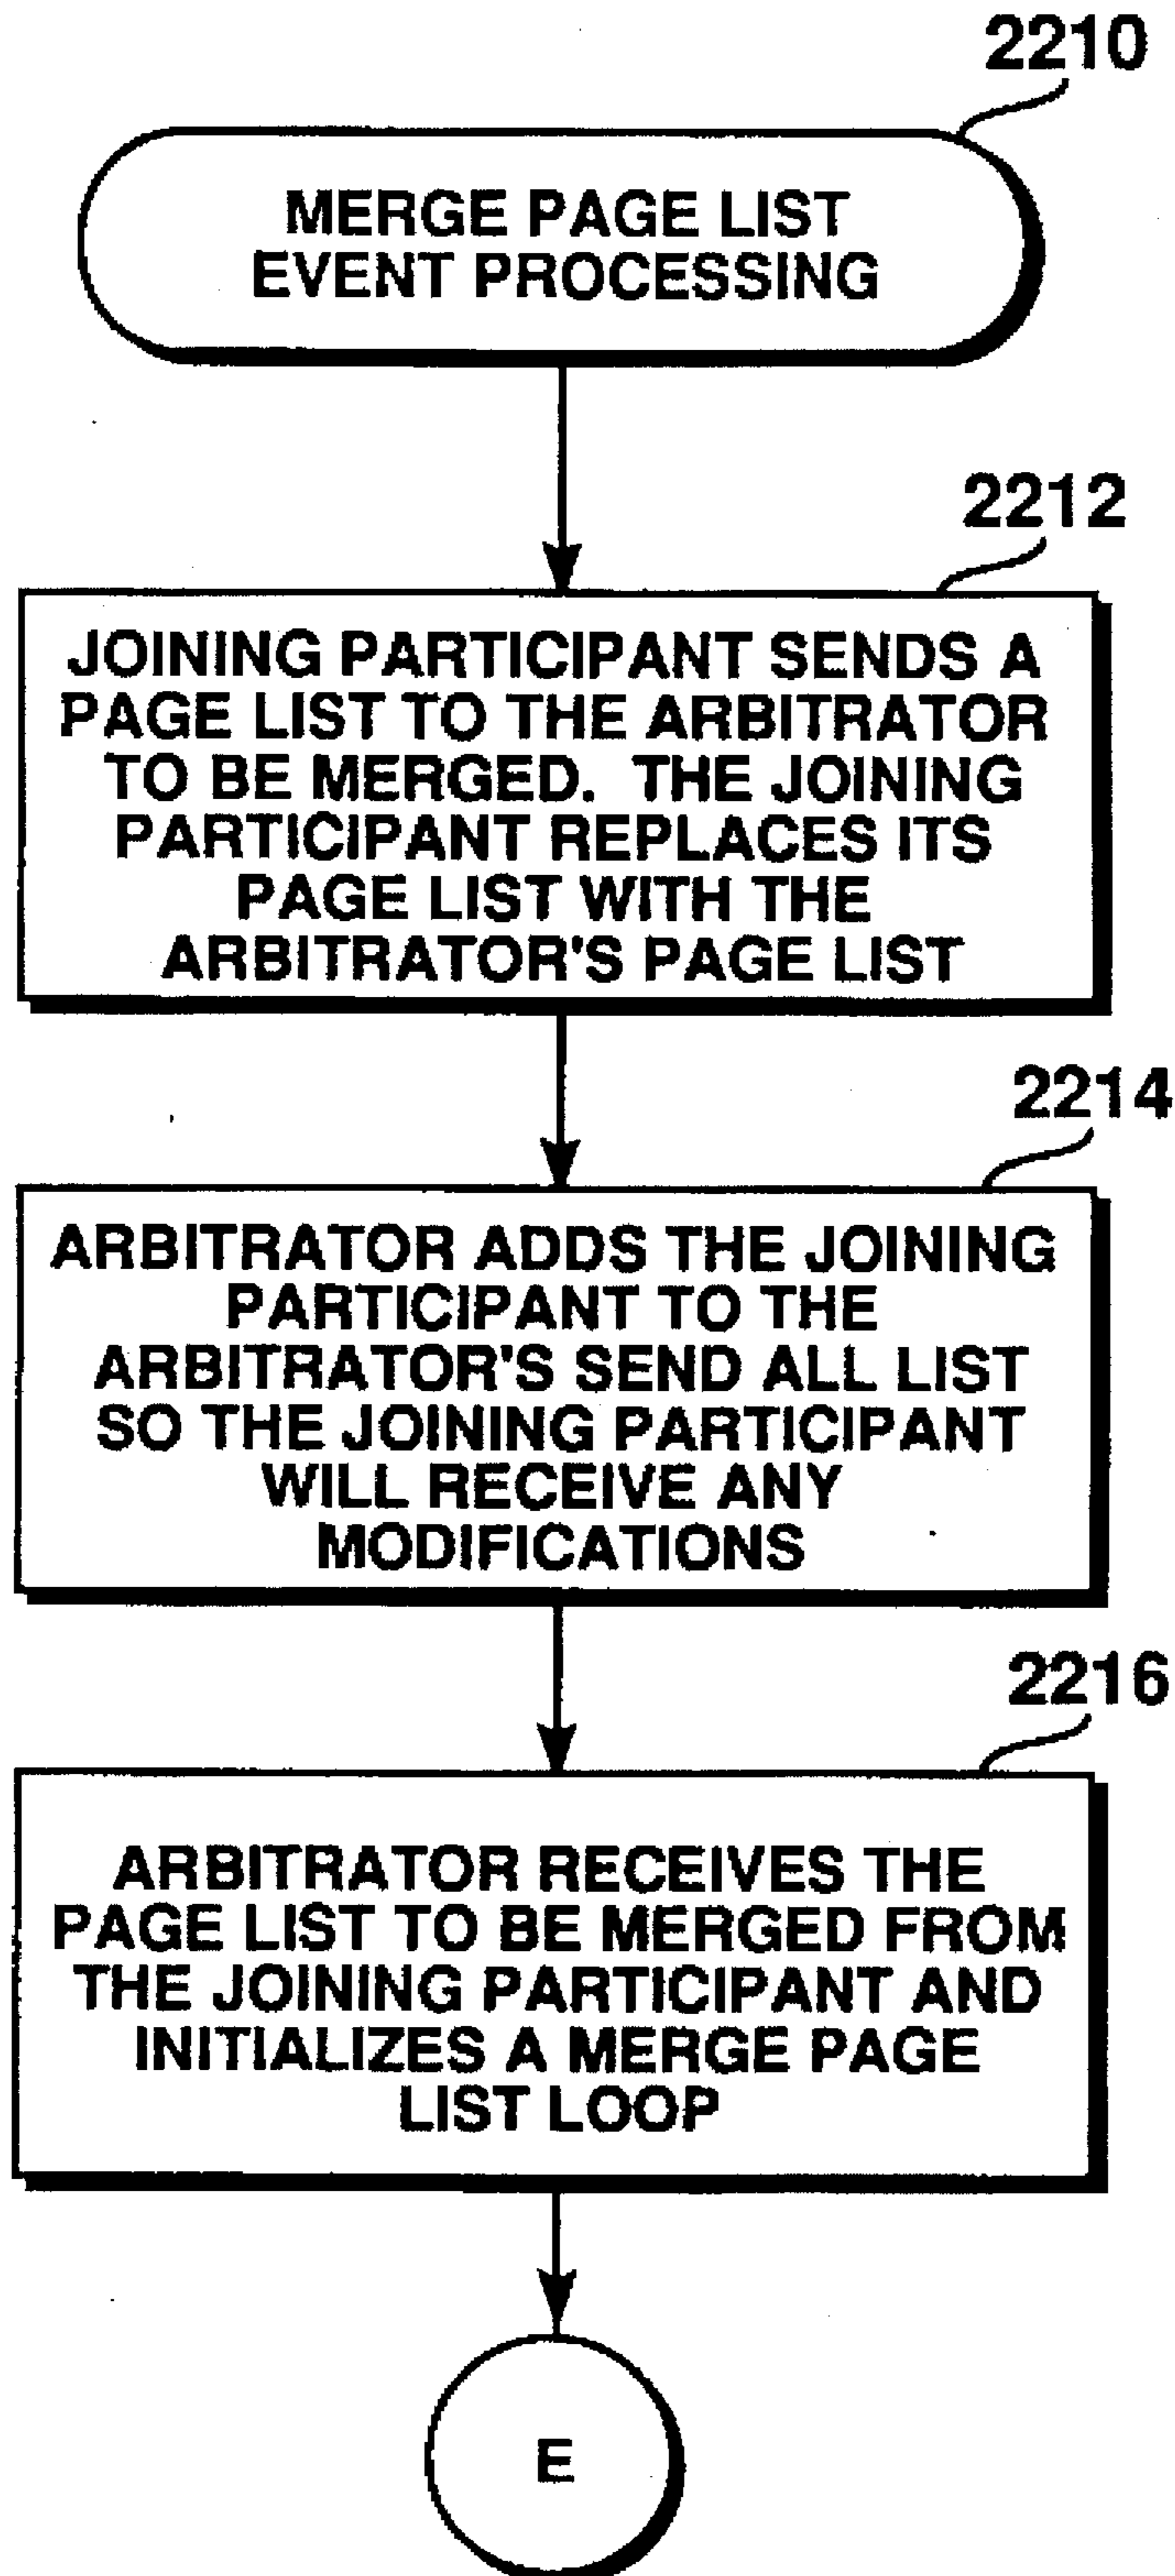 2210
MERGE PAGE LIST
EVENT PROCESSING
2212
JOINING PARTICIPANT SENDS A
PAGE LIST TO THE ARBITRATOR
TO BE MERGED. THE JOINING
PARTICIPANT REPLACES ITS
PAGE LIST WITH THE
ARBITRATOR'S PAGE LIST
2214
ARBITRATOR ADDS THE JOINING
PARTICIPANT TO THE
ARBITRATOR'S SEND ALL LIST
SO THE JOINING PARTICIPANT
WILL RECEIVE ANY
MODIFICATIONS
2216
ARBITRATOR RECEIVES THE
PAGE LIST TO BE MERGED FROM
THE JOINING PARTICIPANT AND
INITIALIZES A MERGE PAGE
LIST LOOP
E